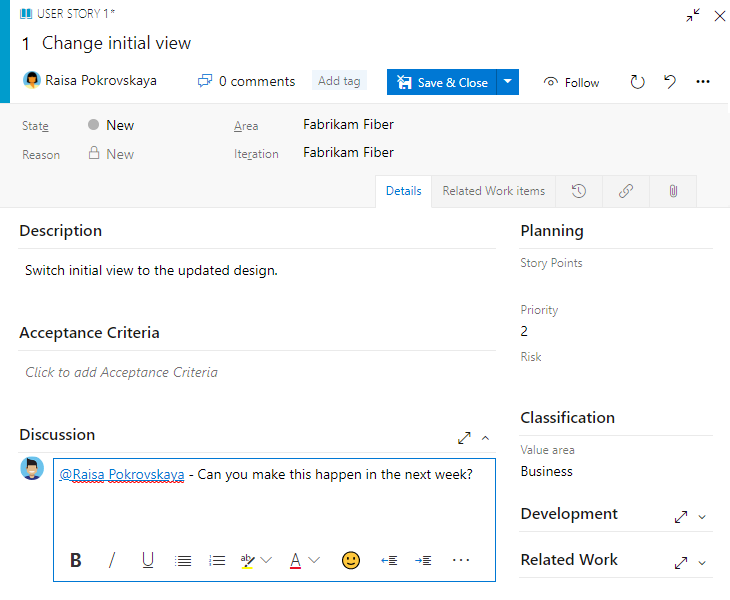 USER STORY 1*
1 Change initial view
Raisa Pokrovskaya 0 comments Add tag Save & Close Follow
State New Area Fabrikam Fiber
Reason New Iteration Fabrikam Fiber
Details Related Work items
Description
Switch initial view to the updated design.
Acceptance Criteria
Click to add Acceptance Criteria
Discussion
@Raisa Pokrovskaya - Can you make this happen in the next week?
B I U ab A
Planning
Story Points
Priority
2
Risk
Classification
Value area
Business
Development
Related Work